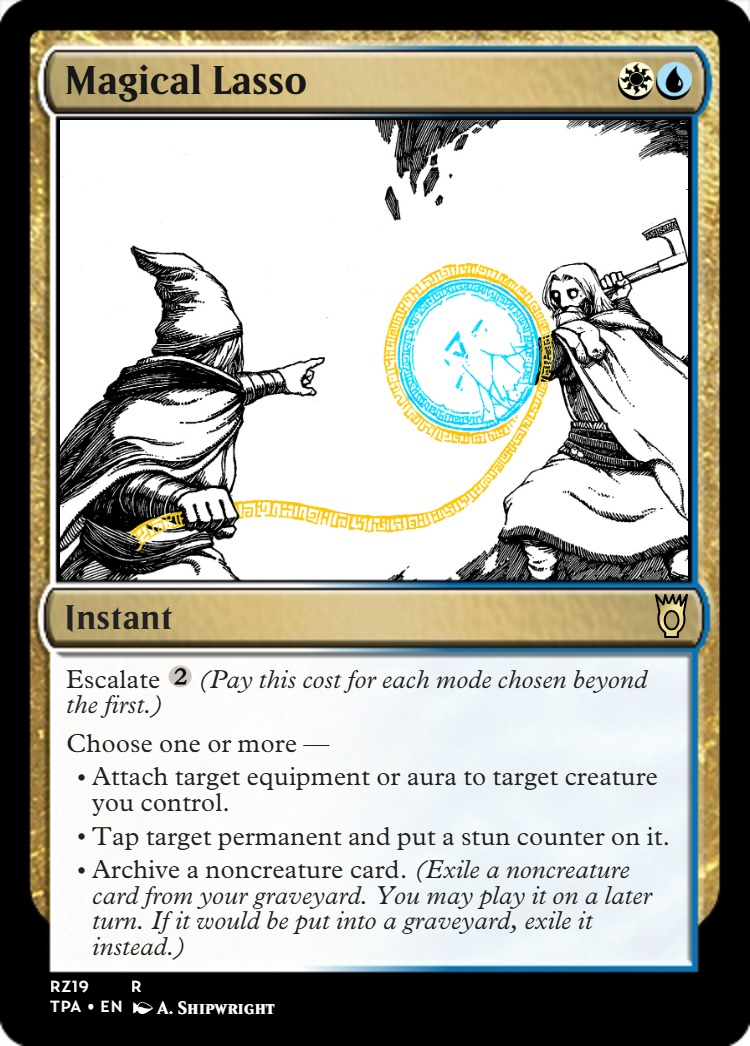 Magical Lasso
Instant
Escalate 2 (Pay this cost for each mode chosen beyond
the first.)
Choose one or more —
• Attach target equipment or aura to target creature
you control.
• Tap target permanent and put a stun counter on it.
• Archive a noncreature card. (Exile a noncreature
card from your graveyard. You may play it on a later
turn. If it would be put into a graveyard, exile it
instead.)
RZ19 R
TPA • EN A. Shipwright